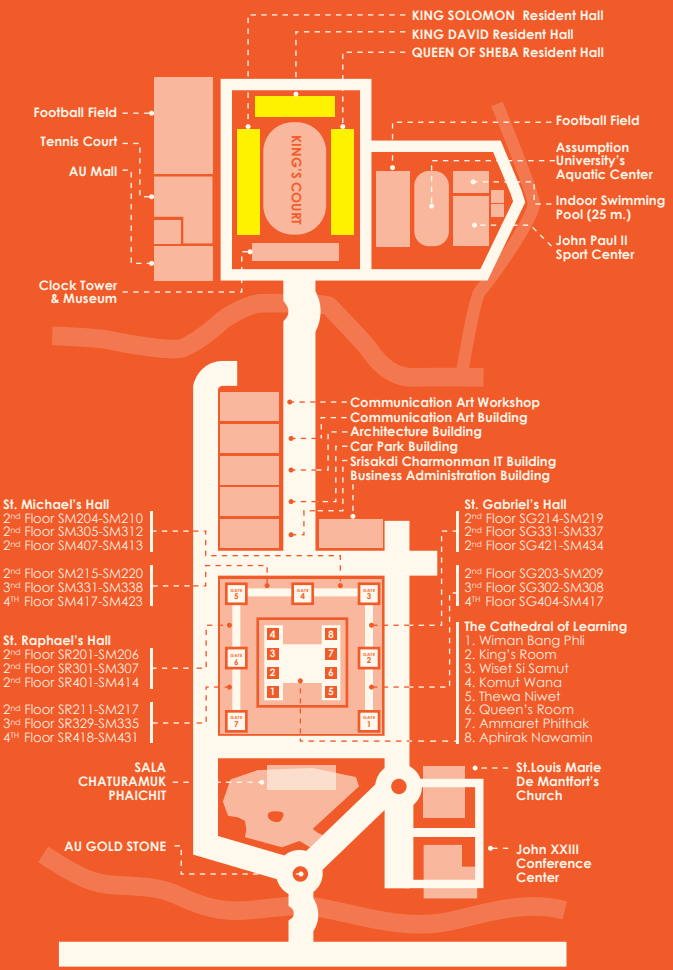 KING SOLOMON Resident Hall
KING DAVID Resident Hall
QUEEN OF SHEBA Resident Hall
Football Field
Tennis Court
AU Mall
Clock Tower
& Museum
KING'S COURT
Football Field
Assumption
University's
Aquatic Center
Indoor Swimming
Pool (25 m.)
John Paul II
Sport Center
Communication Art Workshop
Communication Art Building
Architecture Building
Car Park Building
Srisakdi Charmonman IT Building
Business Administration Building
St. Michael's Hall
2nd Floor SM204-SM210
2nd Floor SM305-SM312
2nd Floor SM407-SM413
2nd Floor SM215-SM220
3rd Floor SM331-SM338
4TH Floor SM417-SM423
St. Raphael's Hall
2nd Floor SR201-SM206
2nd Floor SR301-SM307
2nd Floor SR401-SM414
2nd Floor SR211-SM217
3rd Floor SR329-SM335
4TH Floor SR418-SM431
GATE 5
GATE 4
GATE 3
GATE 6
GATE 2
GATE 7
GATE 1
4 8
3 7
2 6
1 5
St. Gabriel's Hall
2nd Floor SG214-SM219
2nd Floor SG331-SM337
2nd Floor SG421-SM434
2nd Floor SG203-SM209
3nd Floor SG302-SM308
4TH Floor SG404-SM417
The Cathedral of Learning
1. Wiman Bang Phli
2. King's Room
3. Wiset Si Samut
4. Komut Wana
5. Thewa Niwet
6. Queen's Room
7. Ammaret Phithak
8. Aphirak Nawamin
SALA
CHATURAMUK
PHAICHIT
AU GOLD STONE
St.Louis Marie
De Mantfort's
Church
John XXIII
Conference
Center